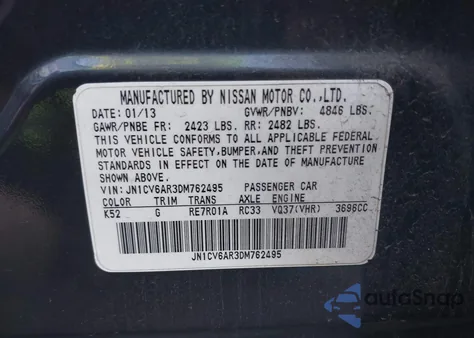 MANUFACTURED BY NISSAN MOTOR CO.,LTD.
DATE: 01/13 GVWR/PNBV: 4846 LBS.
GAWR/PNBE FR: 2423 LBS. RR: 2482 LBS.
THIS VEHICLE CONFORMS TO ALL APPLICABLE FEDERAL
MOTOR VEHICLE SAFETY, BUMPER, AND THEFT PREVENTION
STANDARDS IN EFFECT ON THE DATE OF MANUFACTURE
SHOWN ABOVE.
VIN: JN1CV6AR3DM762495 PASSENGER CAR
COLOR TRIM TRANS AXLE ENGINE
K52 G RE7R01A RC33 VQ37(VHR) 3696CC
JN1CV6AR3DM762495
autoSnap